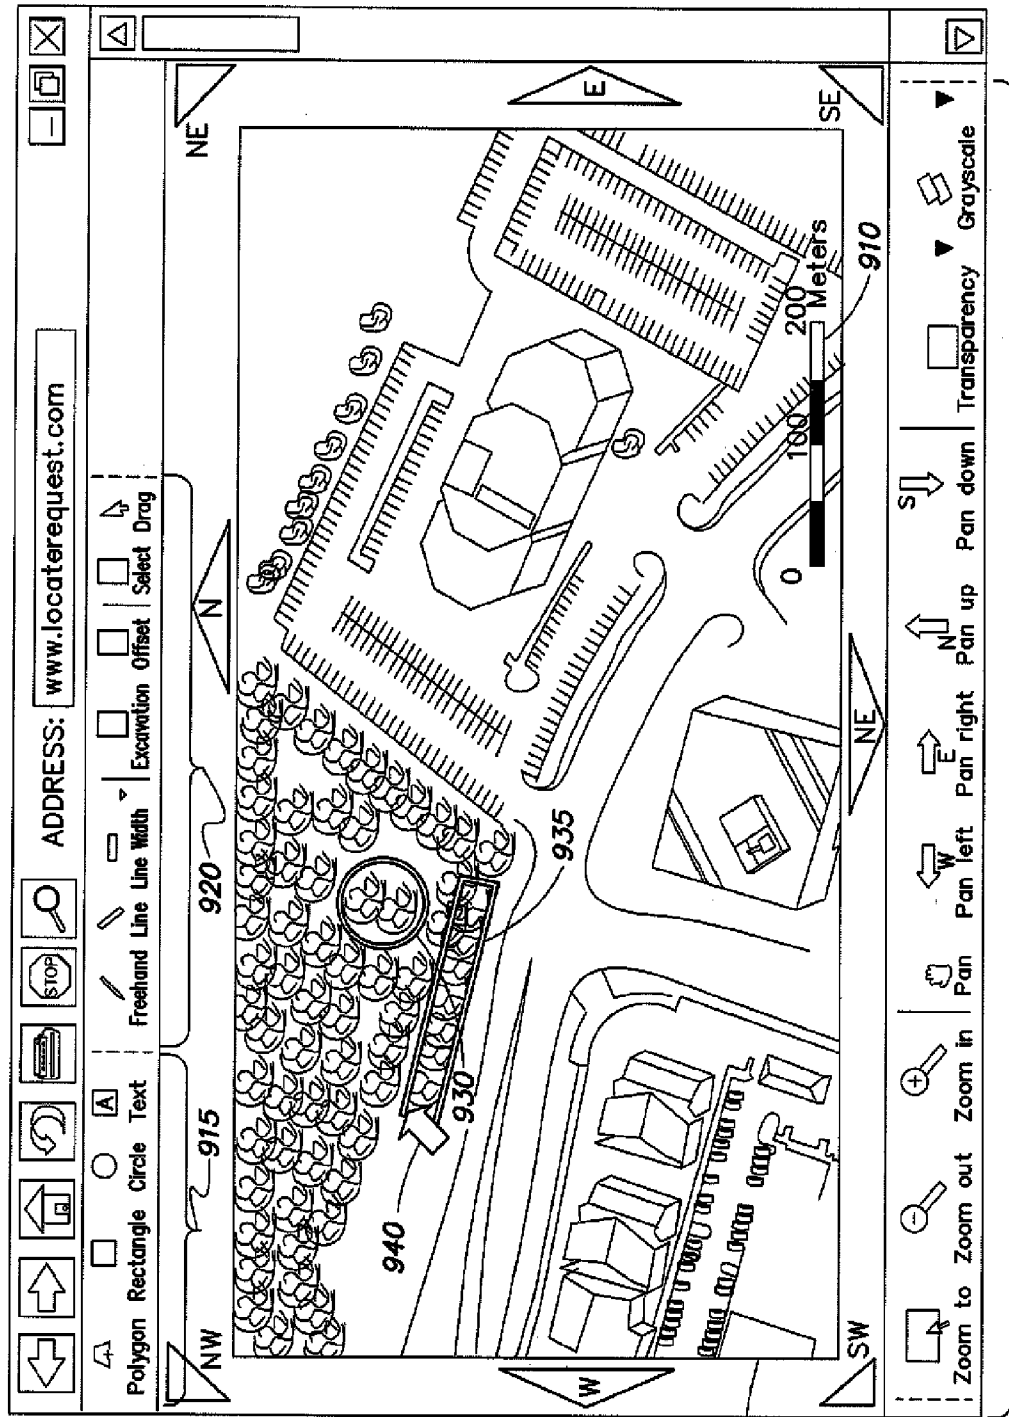 ADDRESS: www.locaterequest.com
STOP
A
Polygon Rectangle Circle Text Freehand Line Line Width Excavation Offset Select Drag
915
920
NW
N
NE
W
E
940
930
935
0 100 200
Meters
910
SW
NE
SE
W E N S
Zoom to Zoom out Zoom in Pan Pan left Pan right Pan up Pan down Transparency Grayscale